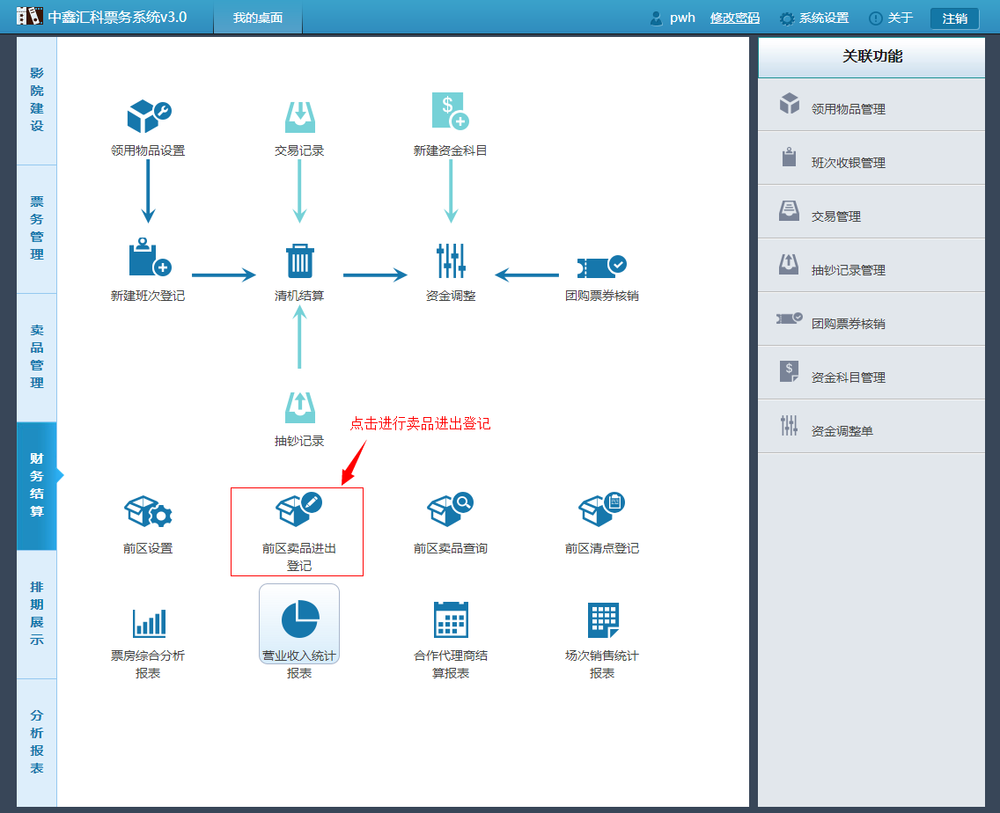 中鑫汇科票务系统v3.0
我的桌面
pwh
修改密码
系统设置
关于
注销
影院建设
票务管理
卖品管理
财务结算
排期展示
分析报表
领用物品设置
交易记录
新建资金科目
新建班次登记
清机结算
资金调整
团购票券核销
抽钞记录
点击进行卖品进出登记
前区设置
前区卖品进出
登记
前区卖品查询
前区清点登记
票房综合分析
报表
营业收入统计
报表
合作代理商结
算报表
场次销售统计
报表
关联功能
领用物品管理
班次收银管理
交易管理
抽钞记录管理
团购票券核销
资金科目管理
资金调整单